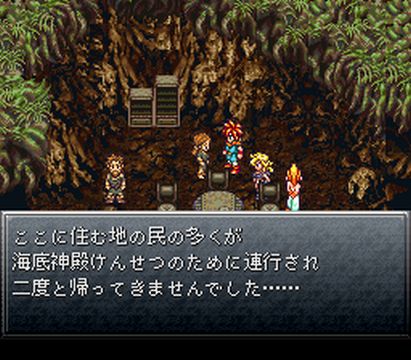 ここに住む地の民の多くが
海底神殿けんせつのために連行され
二度と帰ってきませんでした……